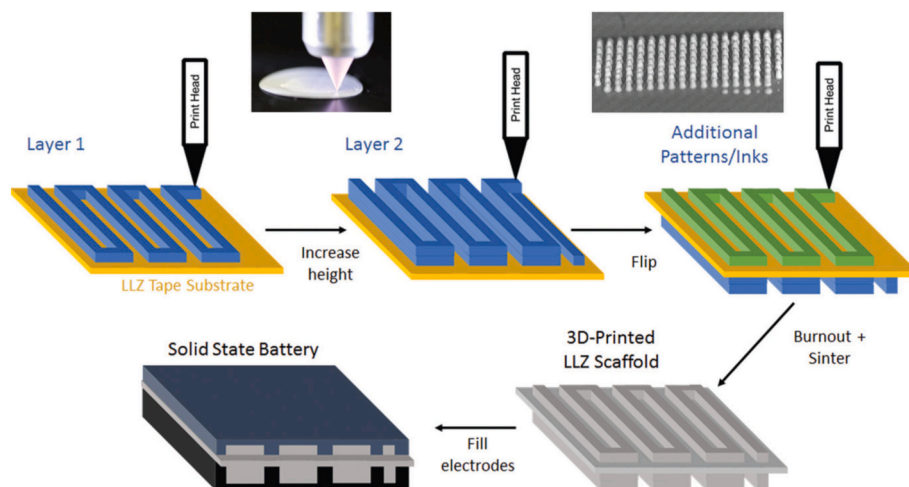 Print Head
Print Head
Print Head
Layer 1
Layer 2
Additional
Patterns/Inks
LLZ Tape Substrate
Increase
height
Flip
Burnout +
Sinter
Solid State Battery
3D-Printed
LLZ Scaffold
Fill
electrodes